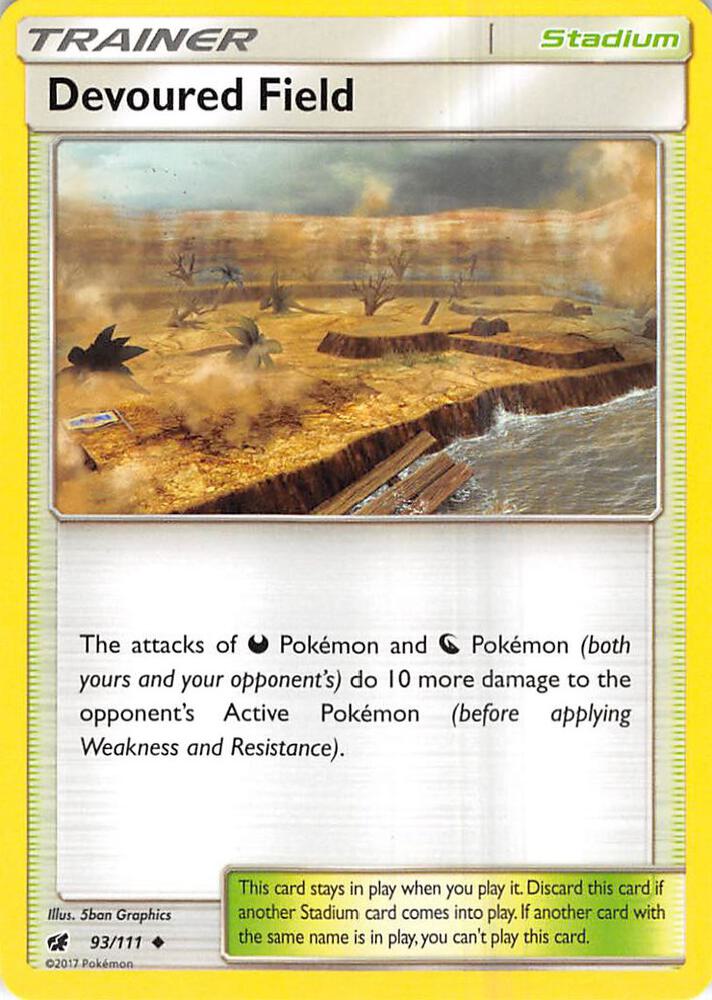 TRAINER
Stadium
Devoured Field
The attacks of Pokémon and Pokémon (both
yours and your opponent's) do 10 more damage to the
opponent's Active Pokémon (before applying
Weakness and Resistance).
This card stays in play when you play it. Discard this card if
another Stadium card comes into play. If another card with
the same name is in play, you can't play this card.
Illus. 5ban Graphics
93/111
©2017 Pokémon